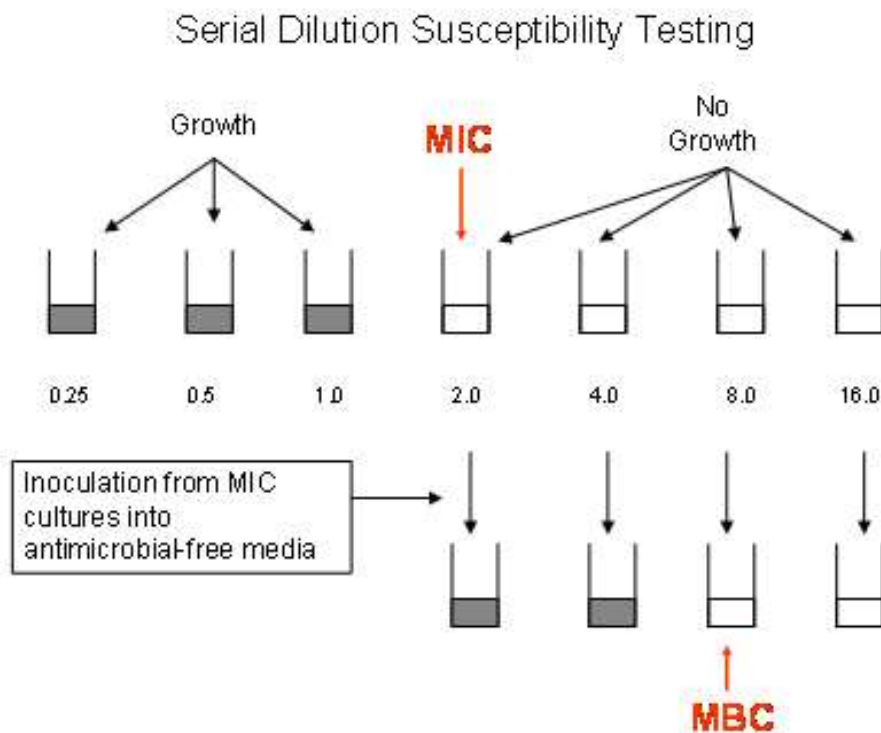 Serial Dilution Susceptibility Testing
Growth
MIC
No
Growth
0.25 0.5 1.0 2.0 4.0 8.0 16.0
Inoculation from MIC
cultures into
antimicrobial-free media
MBC